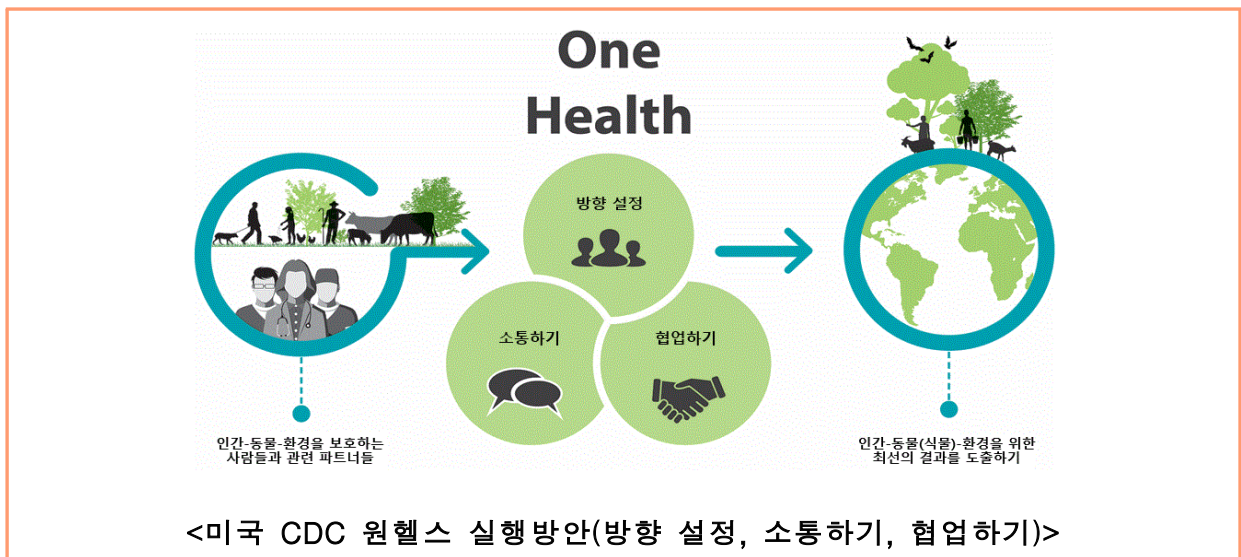 One
Health
방향 설정
소통하기
협업하기
인간-동물-환경을 보호하는
사람들과 관련 파트너들
인간-동물(식물)-환경을 위한
최선의 결과를 도출하기
<미국 CDC 원헬스 실행방안(방향 설정, 소통하기, 협업하기)>